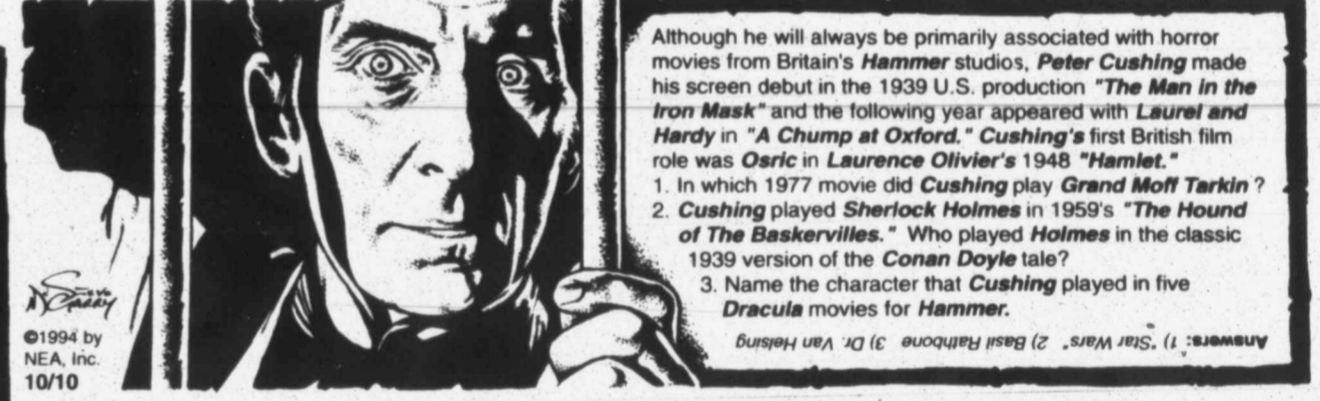 Although he will always be primarily associated with horror
movies from Britain's Hammer studios, Peter Cushing made
his screen debut in the 1939 U.S. production "The Man in the
Iron Mask" and the following year appeared with Laurel and
Hardy in "A Chump at Oxford." Cushing's first British film
role was Osric in Laurence Olivier's 1948 "Hamlet."
1. In which 1977 movie did Cushing play Grand Moff Tarkin?
2. Cushing played Sherlock Holmes in 1959's "The Hound
of The Baskervilles." Who played Holmes in the classic
1939 version of the Conan Doyle tale?
3. Name the character that Cushing played in five
Dracula movies for Hammer.
Answers: 1) "Star Wars" 2) Basil Rathbone 3) Dr. Van Helsing
Steve
McGarry
©1994 by
NEA, Inc.
10/10